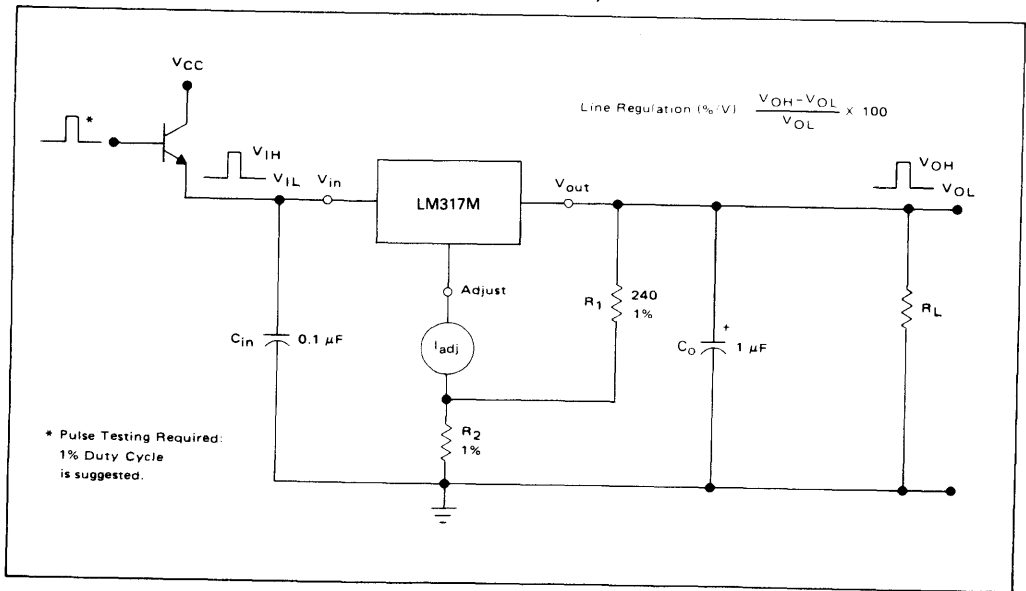 VCC
Line Regulation (%/V) VOH-VOL / VOL x 100
*
VIH
VIL
Vin
LM317M
Vout
VOH
VOL
Adjust
R1
240
1%
RL
Cin
0.1 μF
Iadj
+
CO
1 μF
R2
1%
* Pulse Testing Required:
1% Duty Cycle
is suggested.